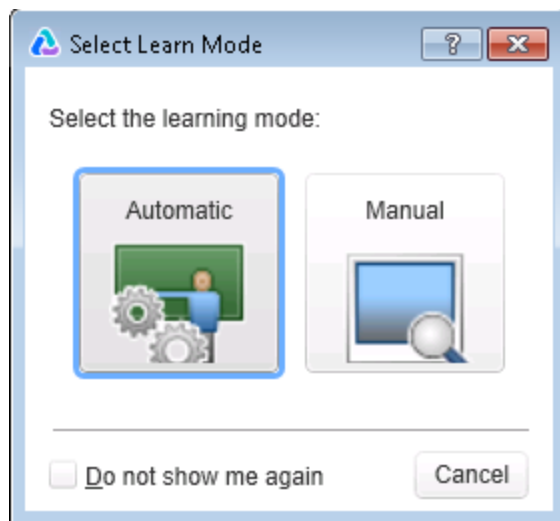 Select Learn Mode
?
Select the learning mode:
Automatic
Manual
Do not show me again
Cancel